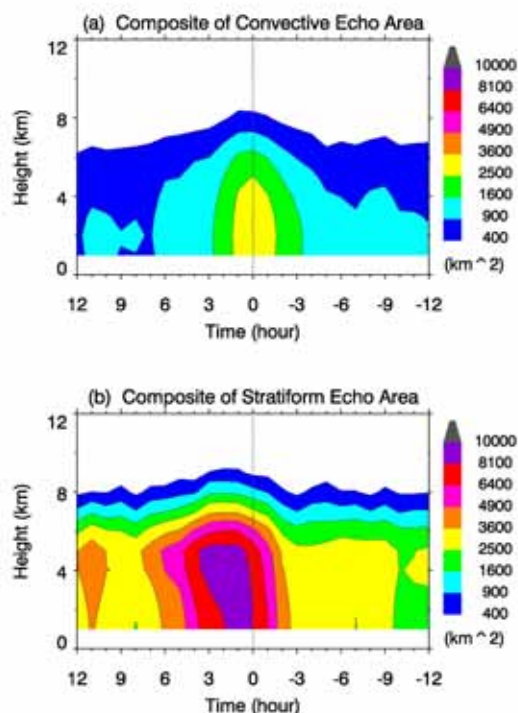 (a) Composite of Convective Echo Area
12
8
4
0
Height (km)
12 9 6 3 0 -3 -6 -9 -12
Time (hour)
10000
8100
6400
4900
3600
2500
1600
900
400
(km^2)
(b) Composite of Stratiform Echo Area
12
8
4
0
Height (km)
12 9 6 3 0 -3 -6 -9 -12
Time (hour)
10000
8100
6400
4900
3600
2500
1600
900
400
(km^2)